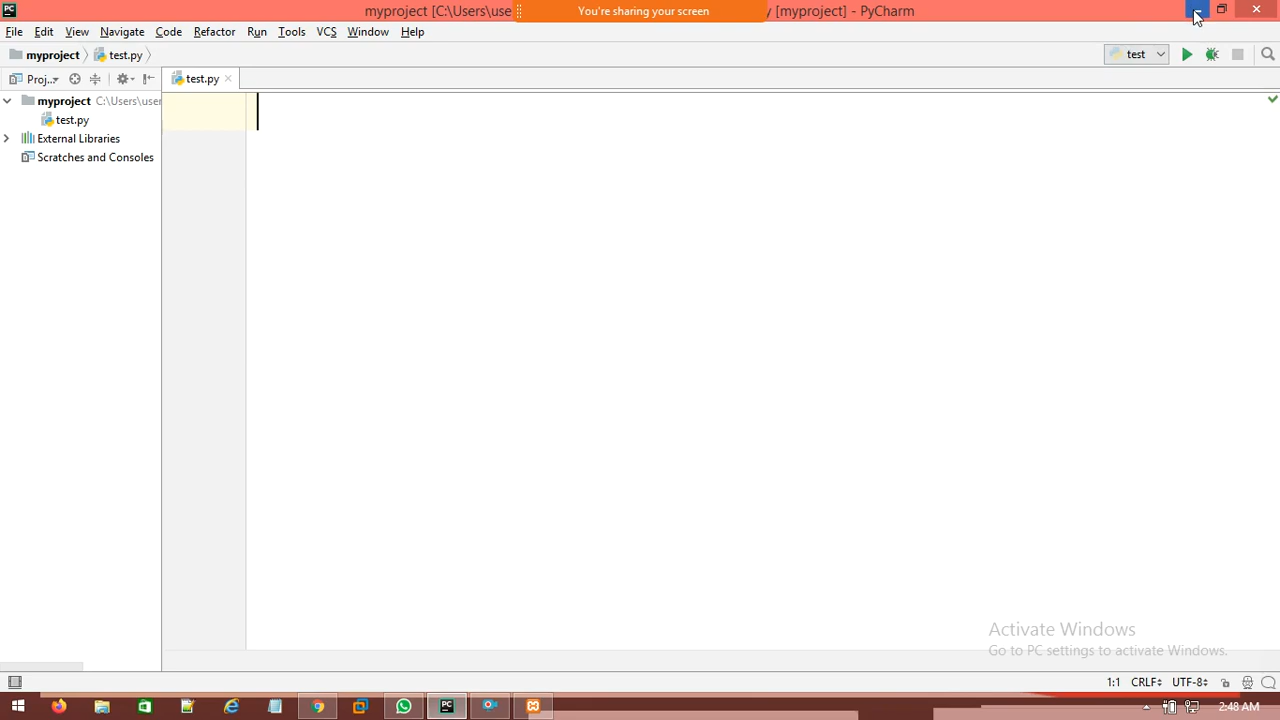 PC myproject [C:\Users\use You're sharing your screen y [myproject] - PyCharm
File Edit View Navigate Code Refactor Run Tools VCS Window Help
myproject test.py test
Proj... test.py
myproject C:\Users\user
test.py
External Libraries
Scratches and Consoles
Activate Windows
Go to PC settings to activate Windows.
1:1 CRLF UTF-8
PC 2:48 AM